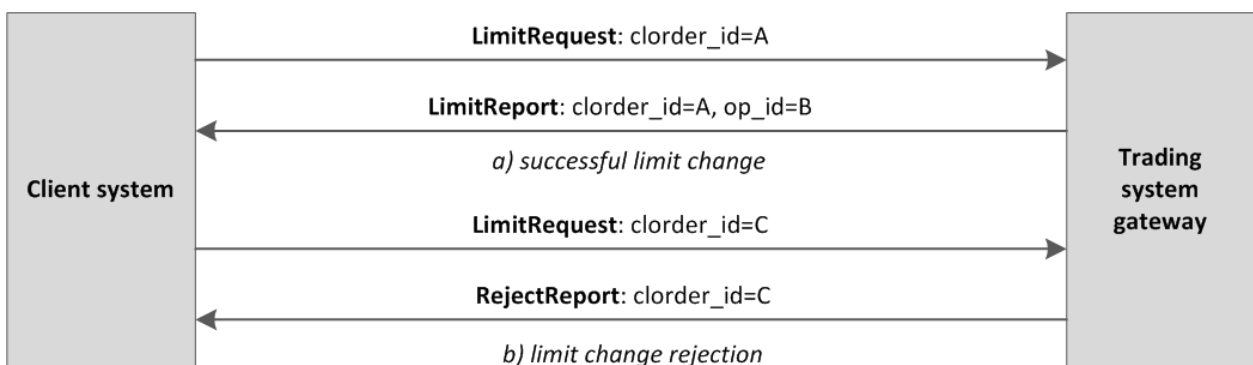 LimitRequest: clorder_id=A
LimitReport: clorder_id=A, op_id=B
a) successful limit change
Client system
Trading
system
gateway
LimitRequest: clorder_id=C
RejectReport: clorder_id=C
b) limit change rejection